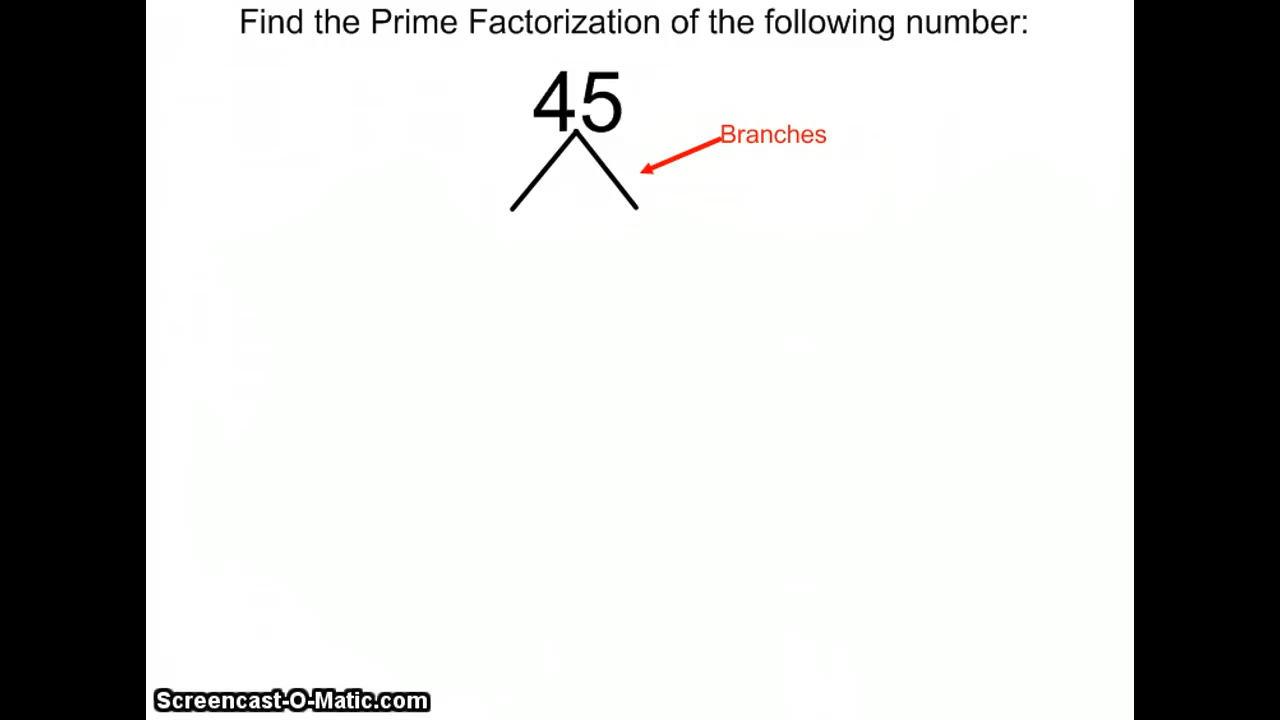 Find the Prime Factorization of the following number:
45
Branches
Screencast-O-Matic.com